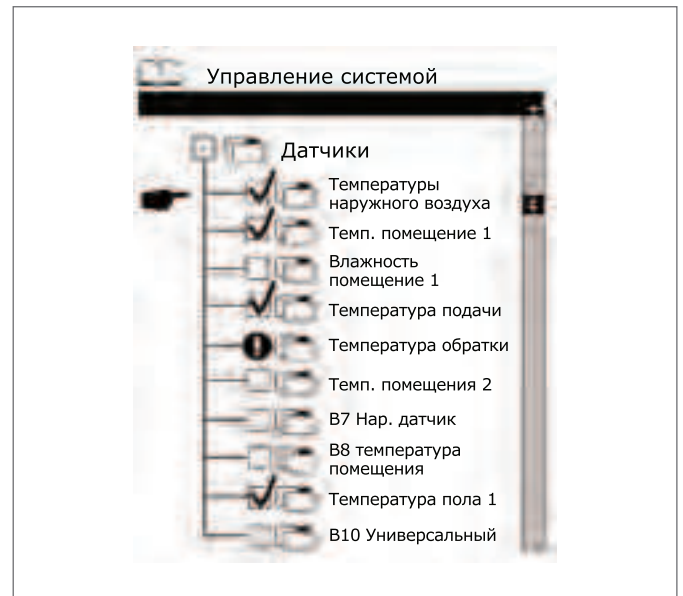 Управление системой
Датчики
Температуры
наружного воздуха
Темп. помещение 1
Влажность
помещение 1
Температура подачи
Температура обратки
Темп. помещения 2
B7 Нар. датчик
B8 температура
помещения
Температура пола 1
B10 Универсальный